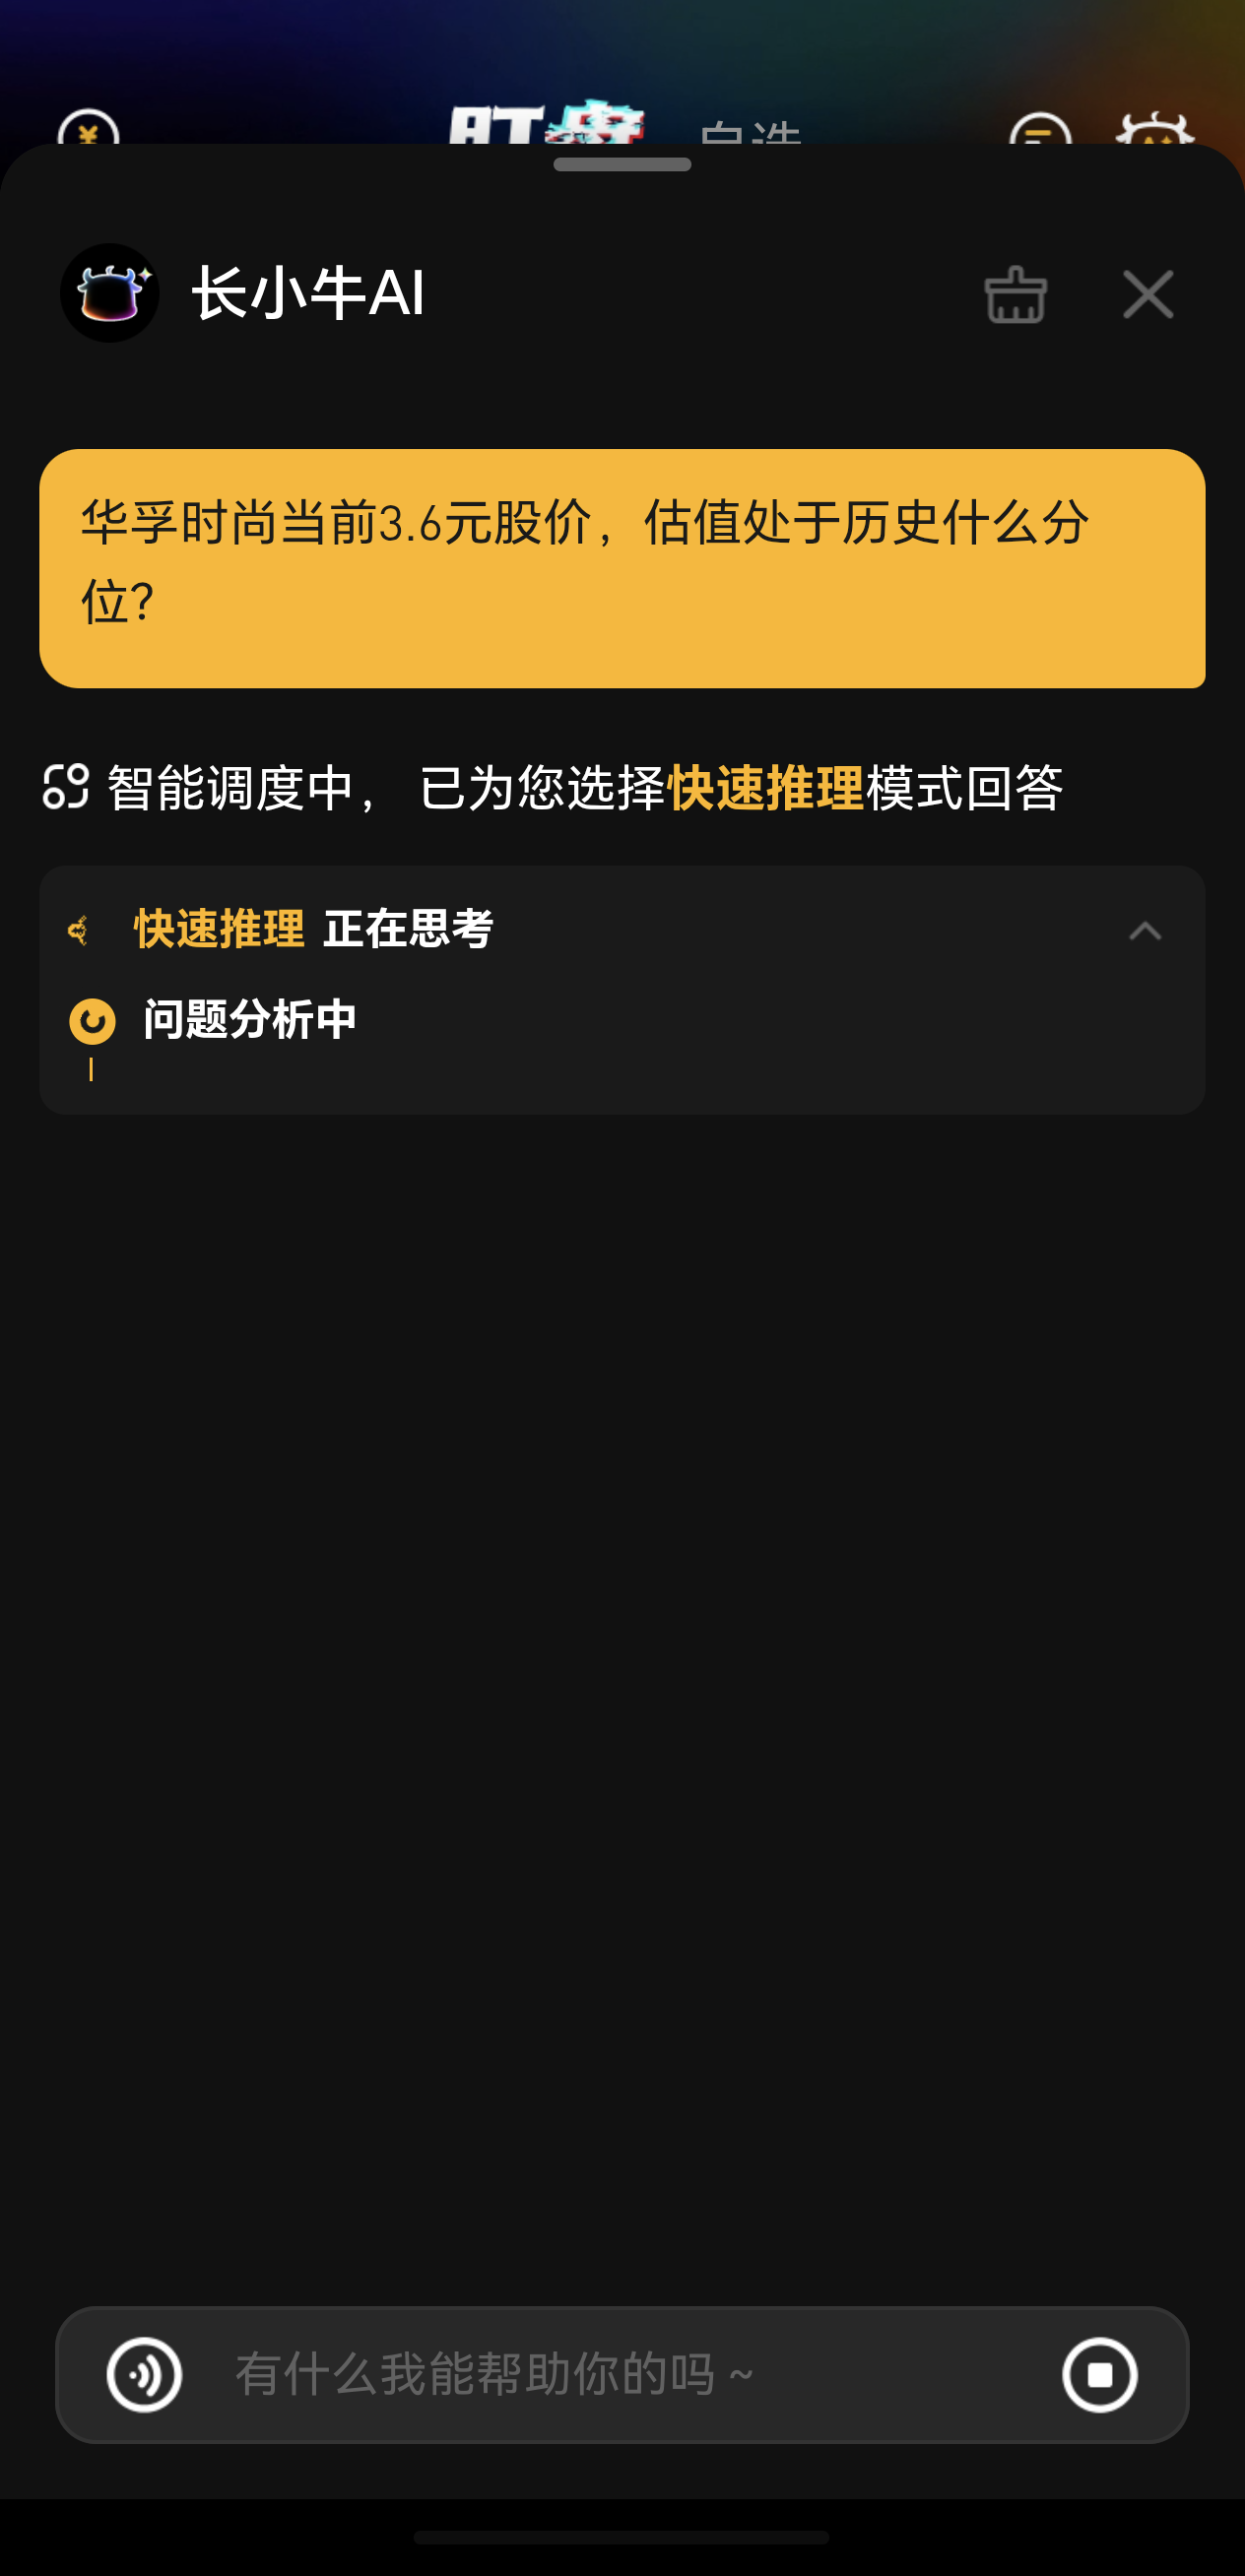 自选
长小牛AI
华孚时尚当前3.6元股价，估值处于历史什么分
位？
智能调度中， 已为您选择快速推理模式回答
快速推理 正在思考
问题分析中
有什么我能帮助你的吗～